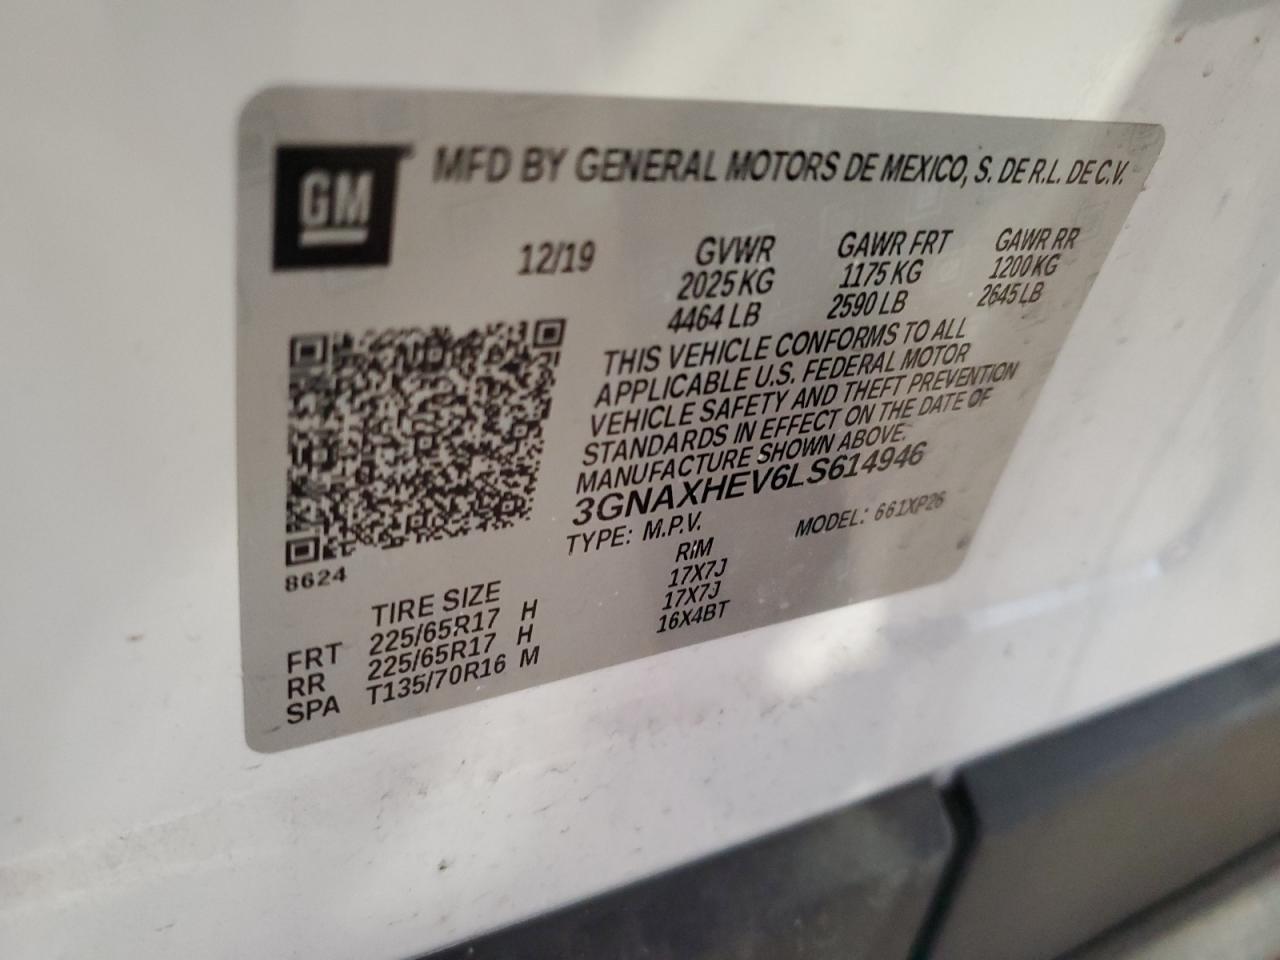 GM
MFD BY GENERAL MOTORS DE MEXICO, S. DE R.L. DE C.V.
12/19
GVWR
2025 KG
4464 LB
GAWR FRT
1175 KG
2590 LB
GAWR RR
1200 KG
2645 LB
THIS VEHICLE CONFORMS TO ALL
APPLICABLE U.S. FEDERAL MOTOR
VEHICLE SAFETY AND THEFT PREVENTION
STANDARDS IN EFFECT ON THE DATE OF
MANUFACTURE SHOWN ABOVE.
3GNAXHEV6LS614946
TYPE: M.P.V. MODEL: 661XP26
8624
TIRE SIZE RIM
FRT 225/65R17 H 17X7J
RR 225/65R17 H 17X7J
SPA T135/70R16 M 16X4BT